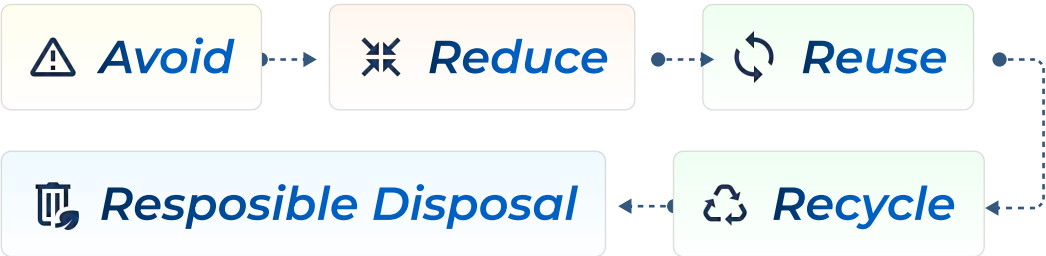 Avoid
Reduce
Reuse
Recycle
Resposible Disposal